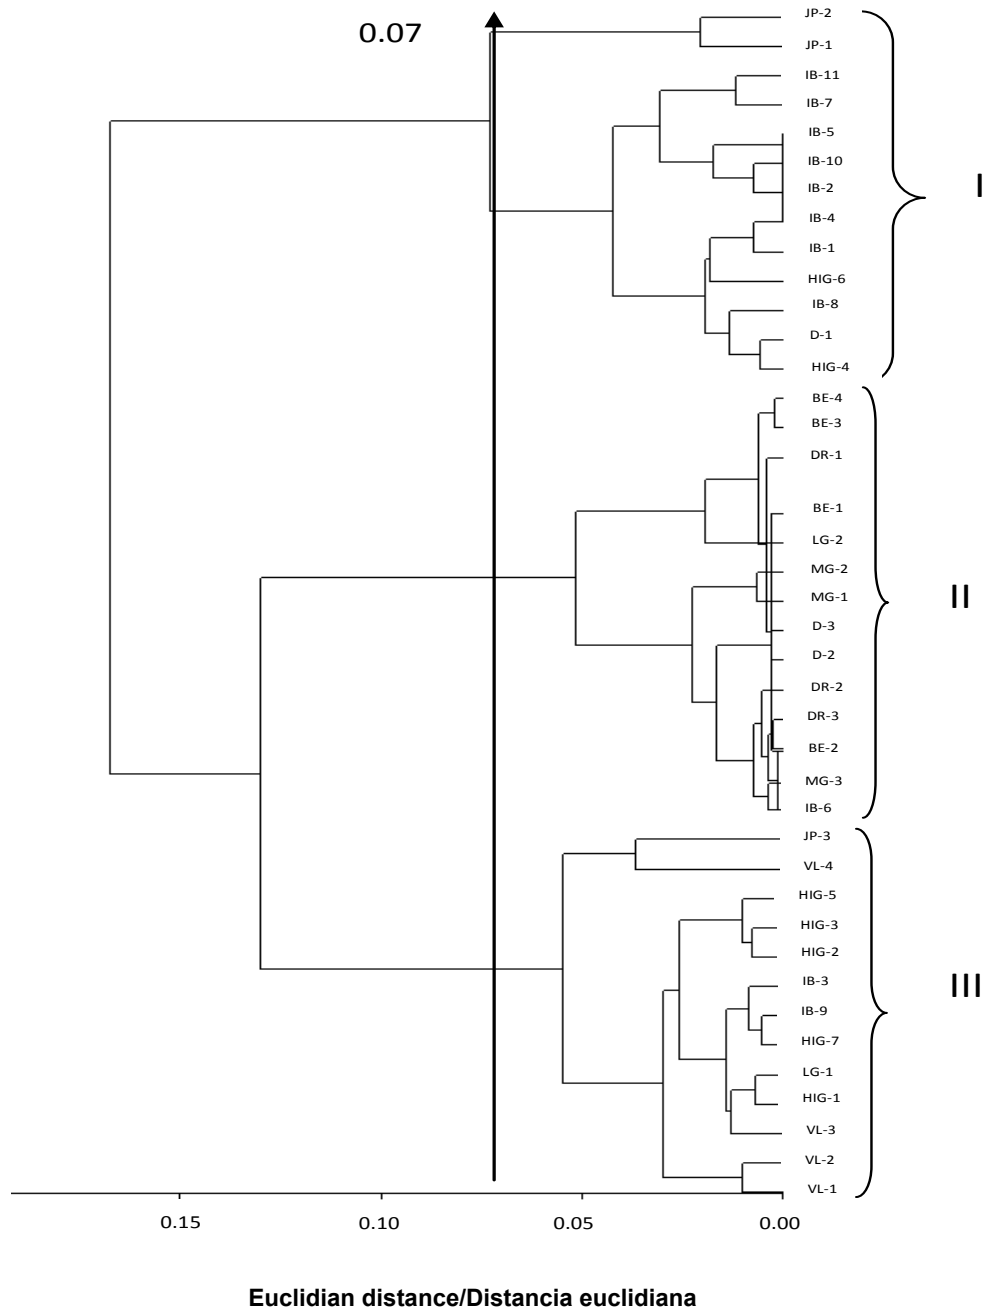 0.07
JP-2
JP-1
IB-11
IB-7
IB-5
IB-10
IB-2
IB-4
IB-1
HIG-6
IB-8
D-1
HIG-4
I
BE-4
BE-3
DR-1
BE-1
LG-2
MG-2
MG-1
D-3
D-2
DR-2
DR-3
BE-2
MG-3
IB-6
II
JP-3
VL-4
HIG-5
HIG-3
HIG-2
IB-3
IB-9
HIG-7
LG-1
HIG-1
VL-3
VL-2
VL-1
III
0.15 0.10 0.05 0.00
Euclidian distance/Distancia euclidiana